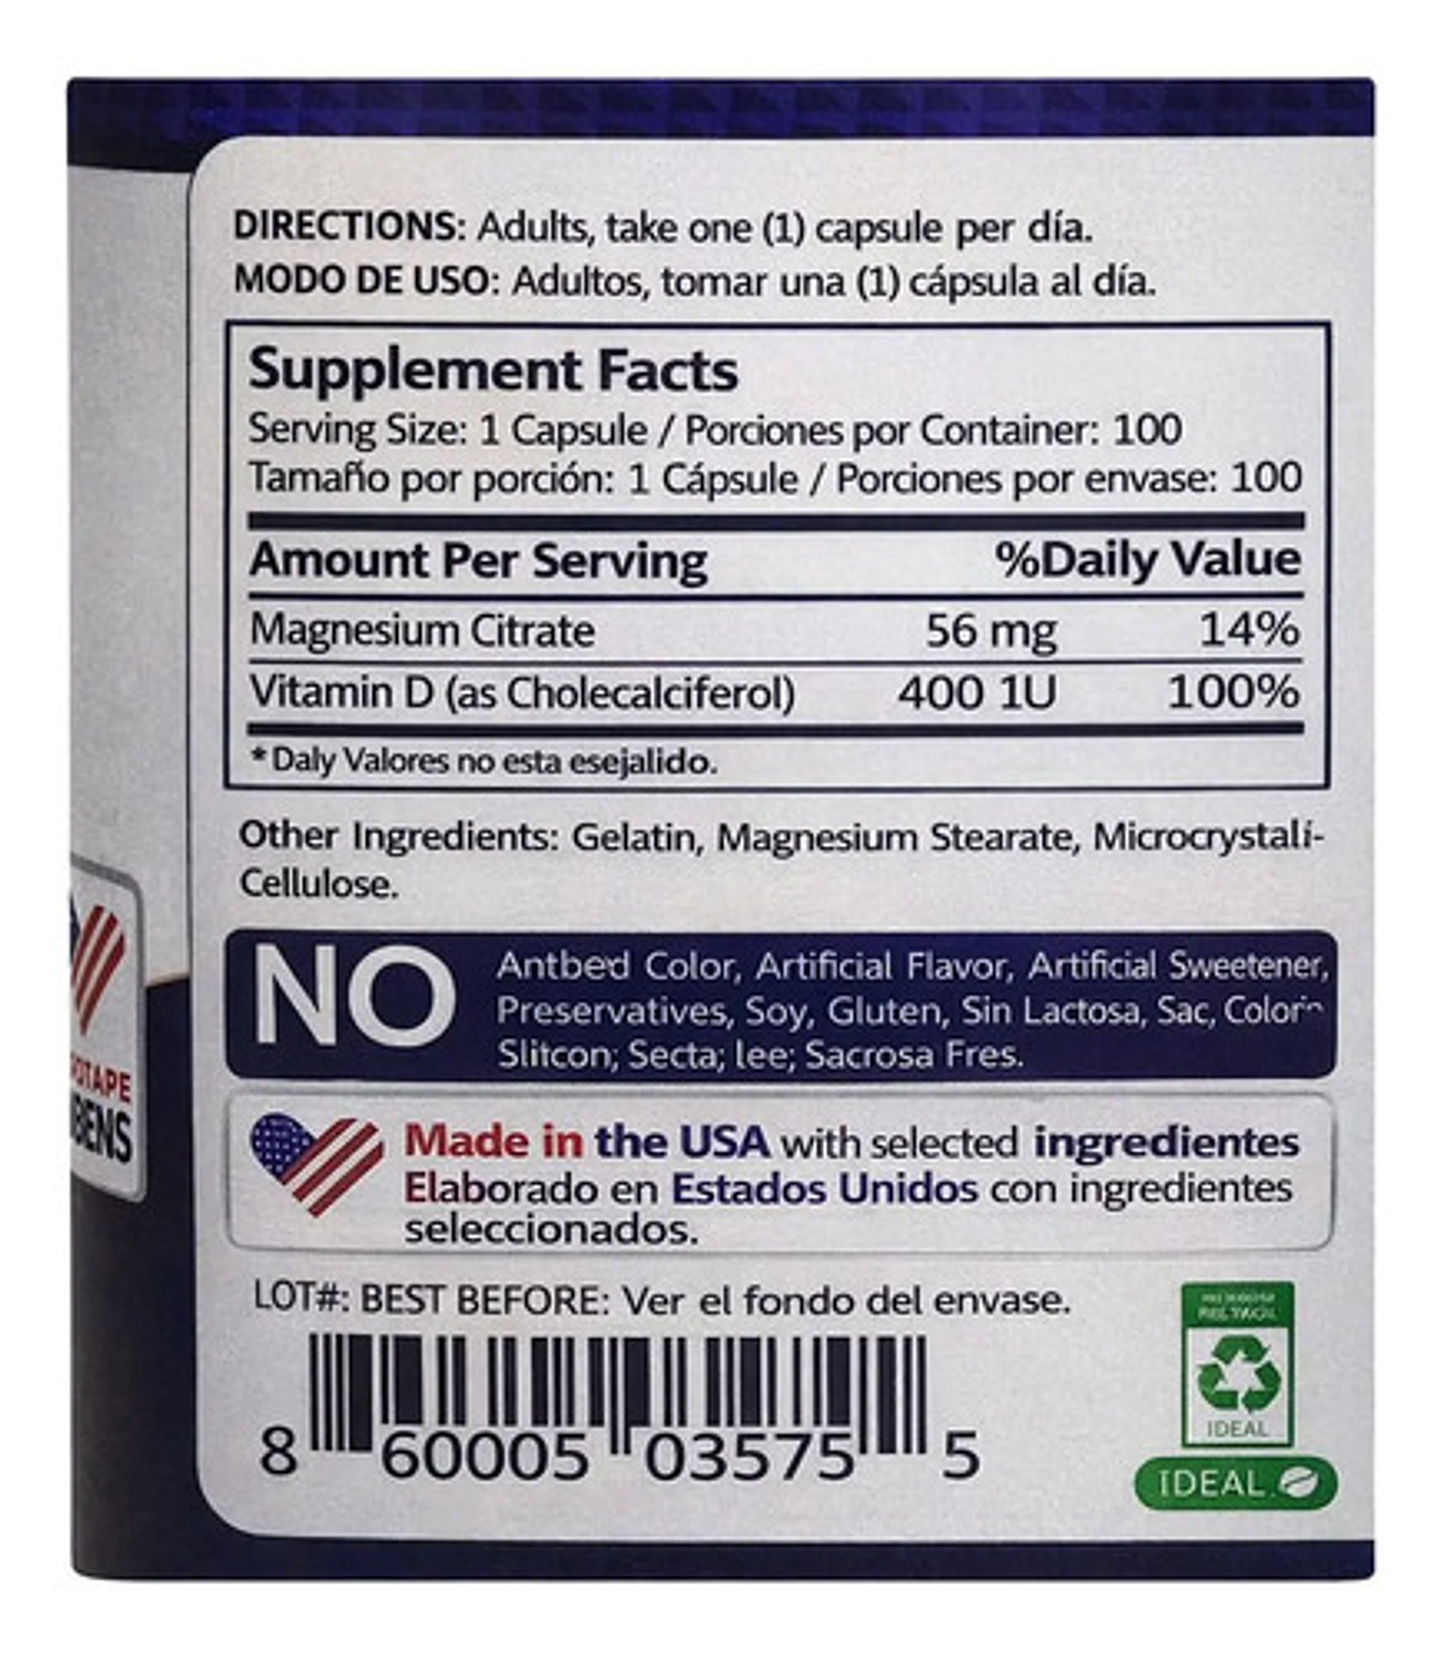 DIRECTIONS: Adults, take one (1) capsule per día.
MODO DE USO: Adultos, tomar una (1) cápsula al día.
Supplement Facts
Serving Size: 1 Capsule / Porciones por Container: 100
Tamaño por porción: 1 Cápsule / Porciones por envase: 100
Amount Per Serving %Daily Value
Magnesium Citrate 56 mg 14%
Vitamin D (as Cholecalciferol) 400 1U 100%
* Daly Valores no esta esejalido.
Other Ingredients: Gelatin, Magnesium Stearate, Microcrystalí-
Cellulose.
NO
Antbed Color, Artificial Flavor, Artificial Sweetener,
Preservatives, Soy, Gluten, Sin Lactosa, Sac,
Slitcon; Secta; lee; Sacrosa Fres.
OTAPE
BENS
Made in the USA with selected ingredientes
Elaborado en Estados Unidos con ingredientes
seleccionados.
LOT#: BEST BEFORE: Ver el fondo del envase.
8 60005 03575 5
IDEAL
IDEAL